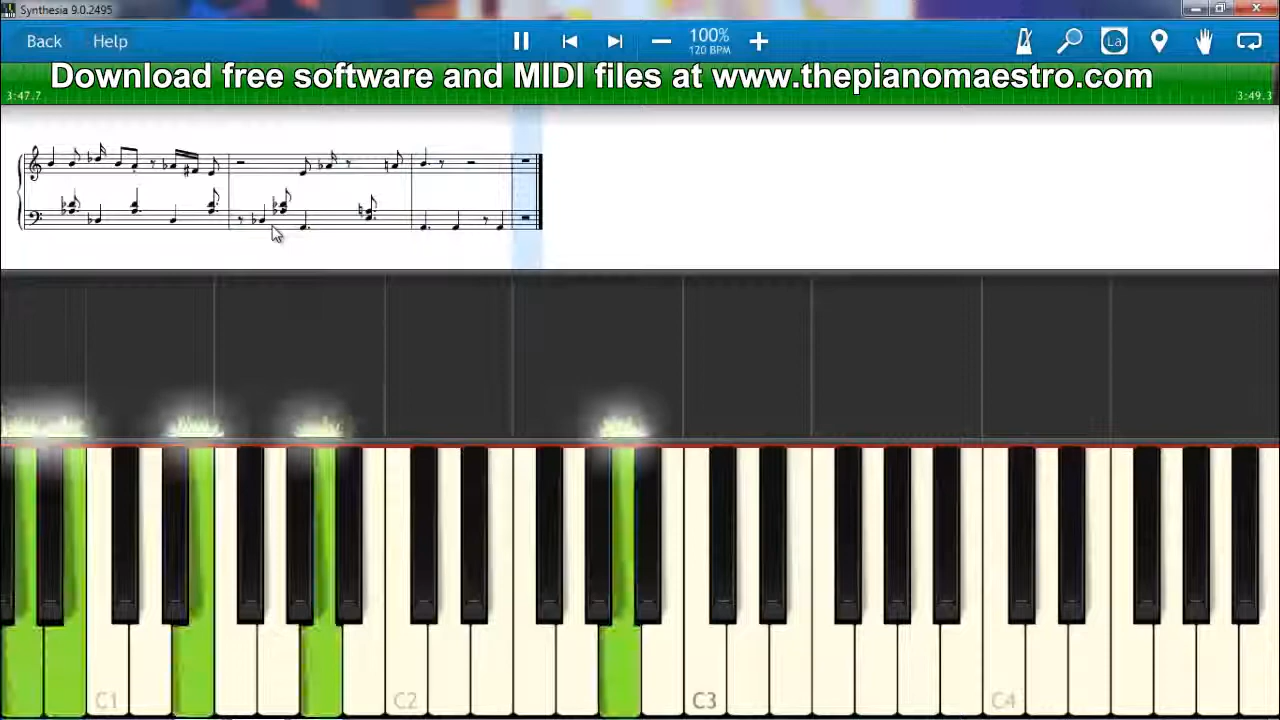 Synthesia 9.0.2495
Back Help 100% La
120 BPM
Download free software and MIDI files at www.thepianomaestro.com
3:47.7 3:49.3
C1 C2 C3 C4